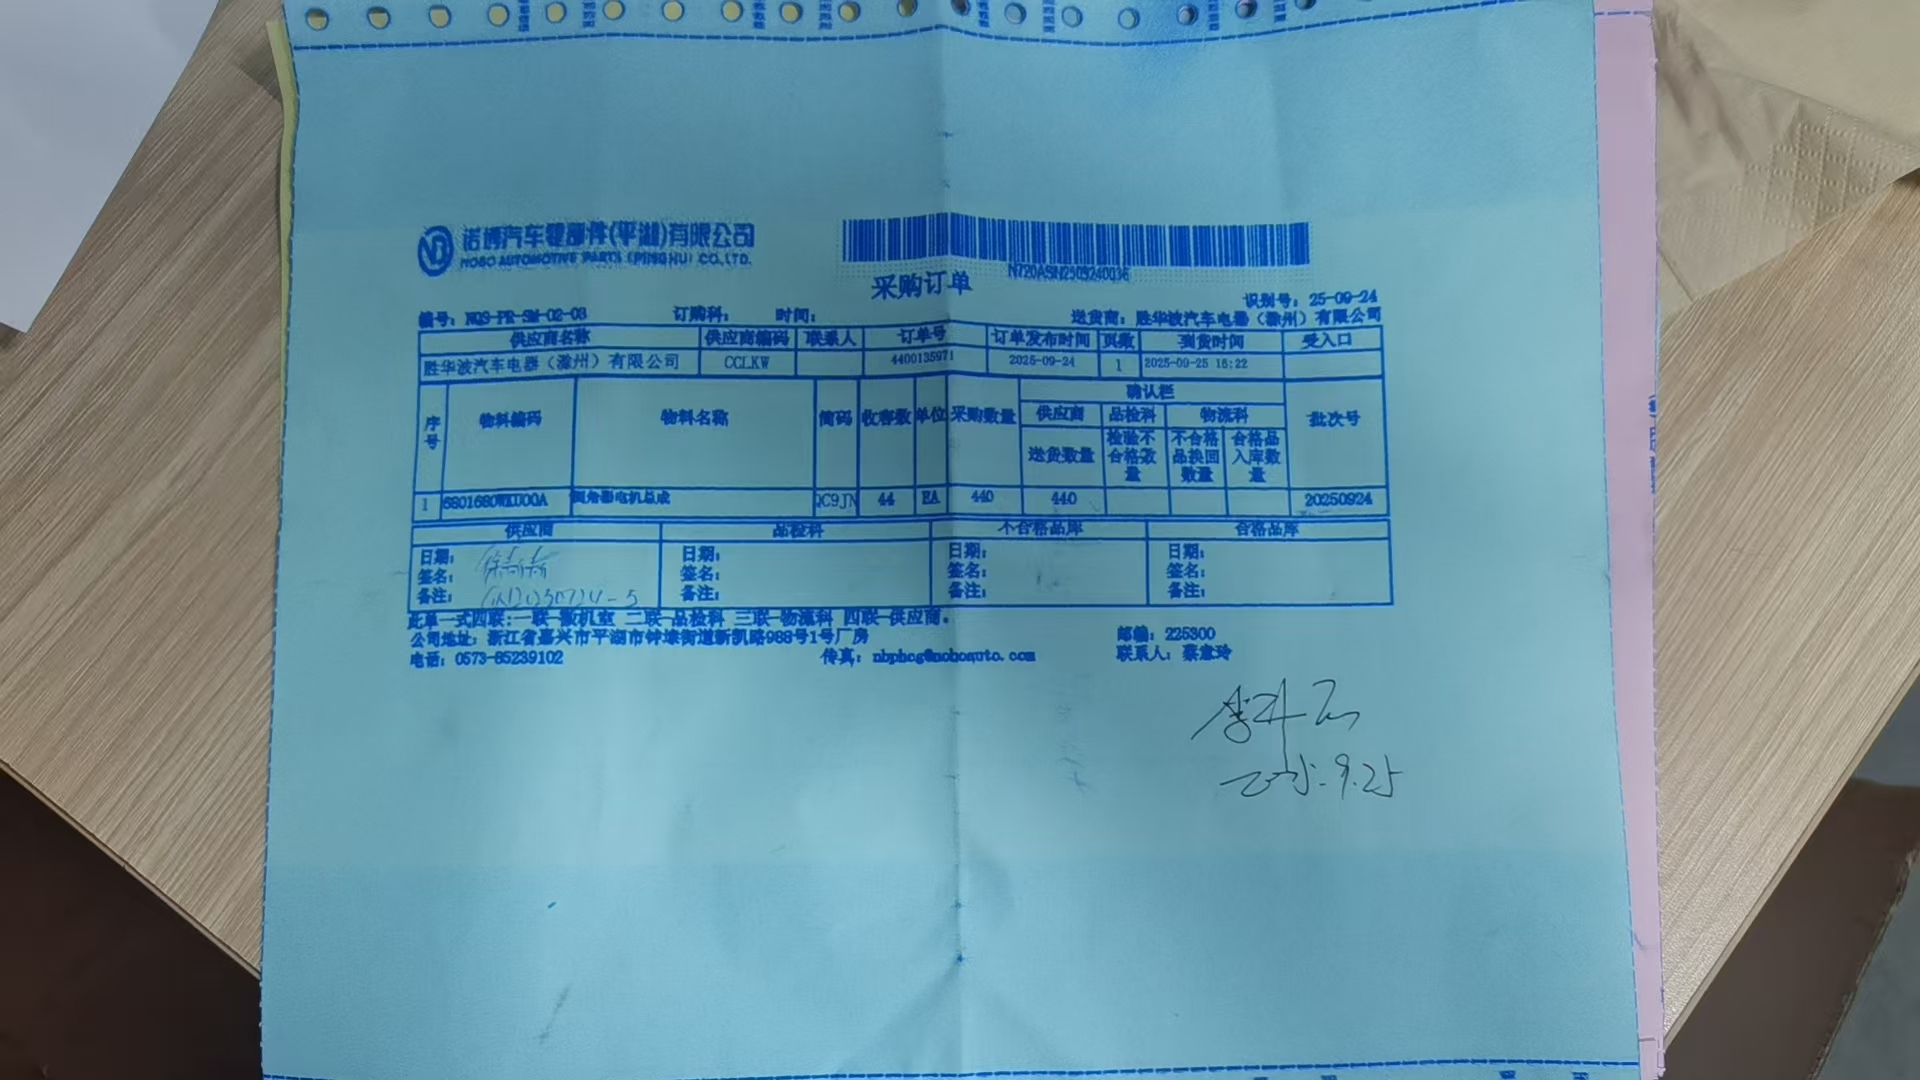 诺博汽车零部件(平湖)有限公司
NOBO AUTOMOTIVE PARTS (PINGHU) CO.,LTD.
N720ASN2509240036
采购订单
识别号: 25-09-24
编号: NQS-PR-SM-02-03 订购科: 时间: 送货商: 胜华波汽车电器（滁州）有限公司
供应商名称 供应商编码 联系人 订单号 订单发布时间 页数 到货时间 受入口
胜华波汽车电器（滁州）有限公司 CCLKW 4400135971 2025-09-24 1 2025-09-25 15:22
序号 物料编码 物料名称 简码 收容数 单位 采购数量 确认栏 批次号
供应商 品检科 物流科
送货数量 检验不合格数量 不合格品换回数量 合格品入库数量
1 电机总成 QC9JN 44 EA 440 440 20250924
供应商 品检科 不合格品库 合格品库
日期: 日期: 日期: 日期:
签名: 签名: 签名: 签名:
备注: 备注: 备注: 备注:
此单一式四联:一联-微机室 二联-品检科 三联-物流科 四联-供应商。
公司地址: 浙江省嘉兴市平湖市钟埭街道新凯路988号1号厂房 邮编: 225300
电话: 0573-85239102 传真: nbphcg@noboauto.com 联系人: 蔡意玲
2025.9.25